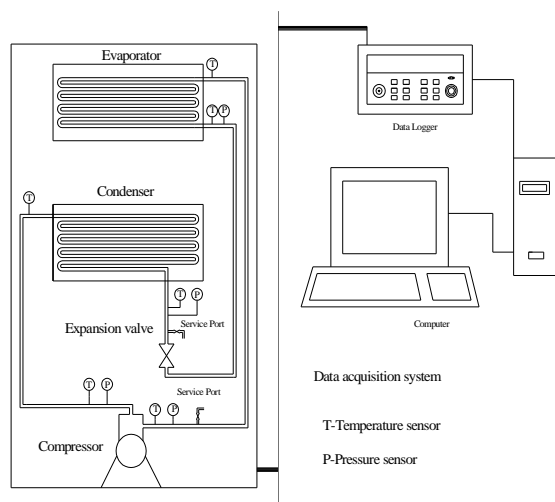 Evaporator
T
T P
Data Logger
Condenser
T
T P
Expansion valve
Service Port
Computer
Service Port
Data acquisition system
T P
T P
T-Temperature sensor
Compressor
P-Pressure sensor